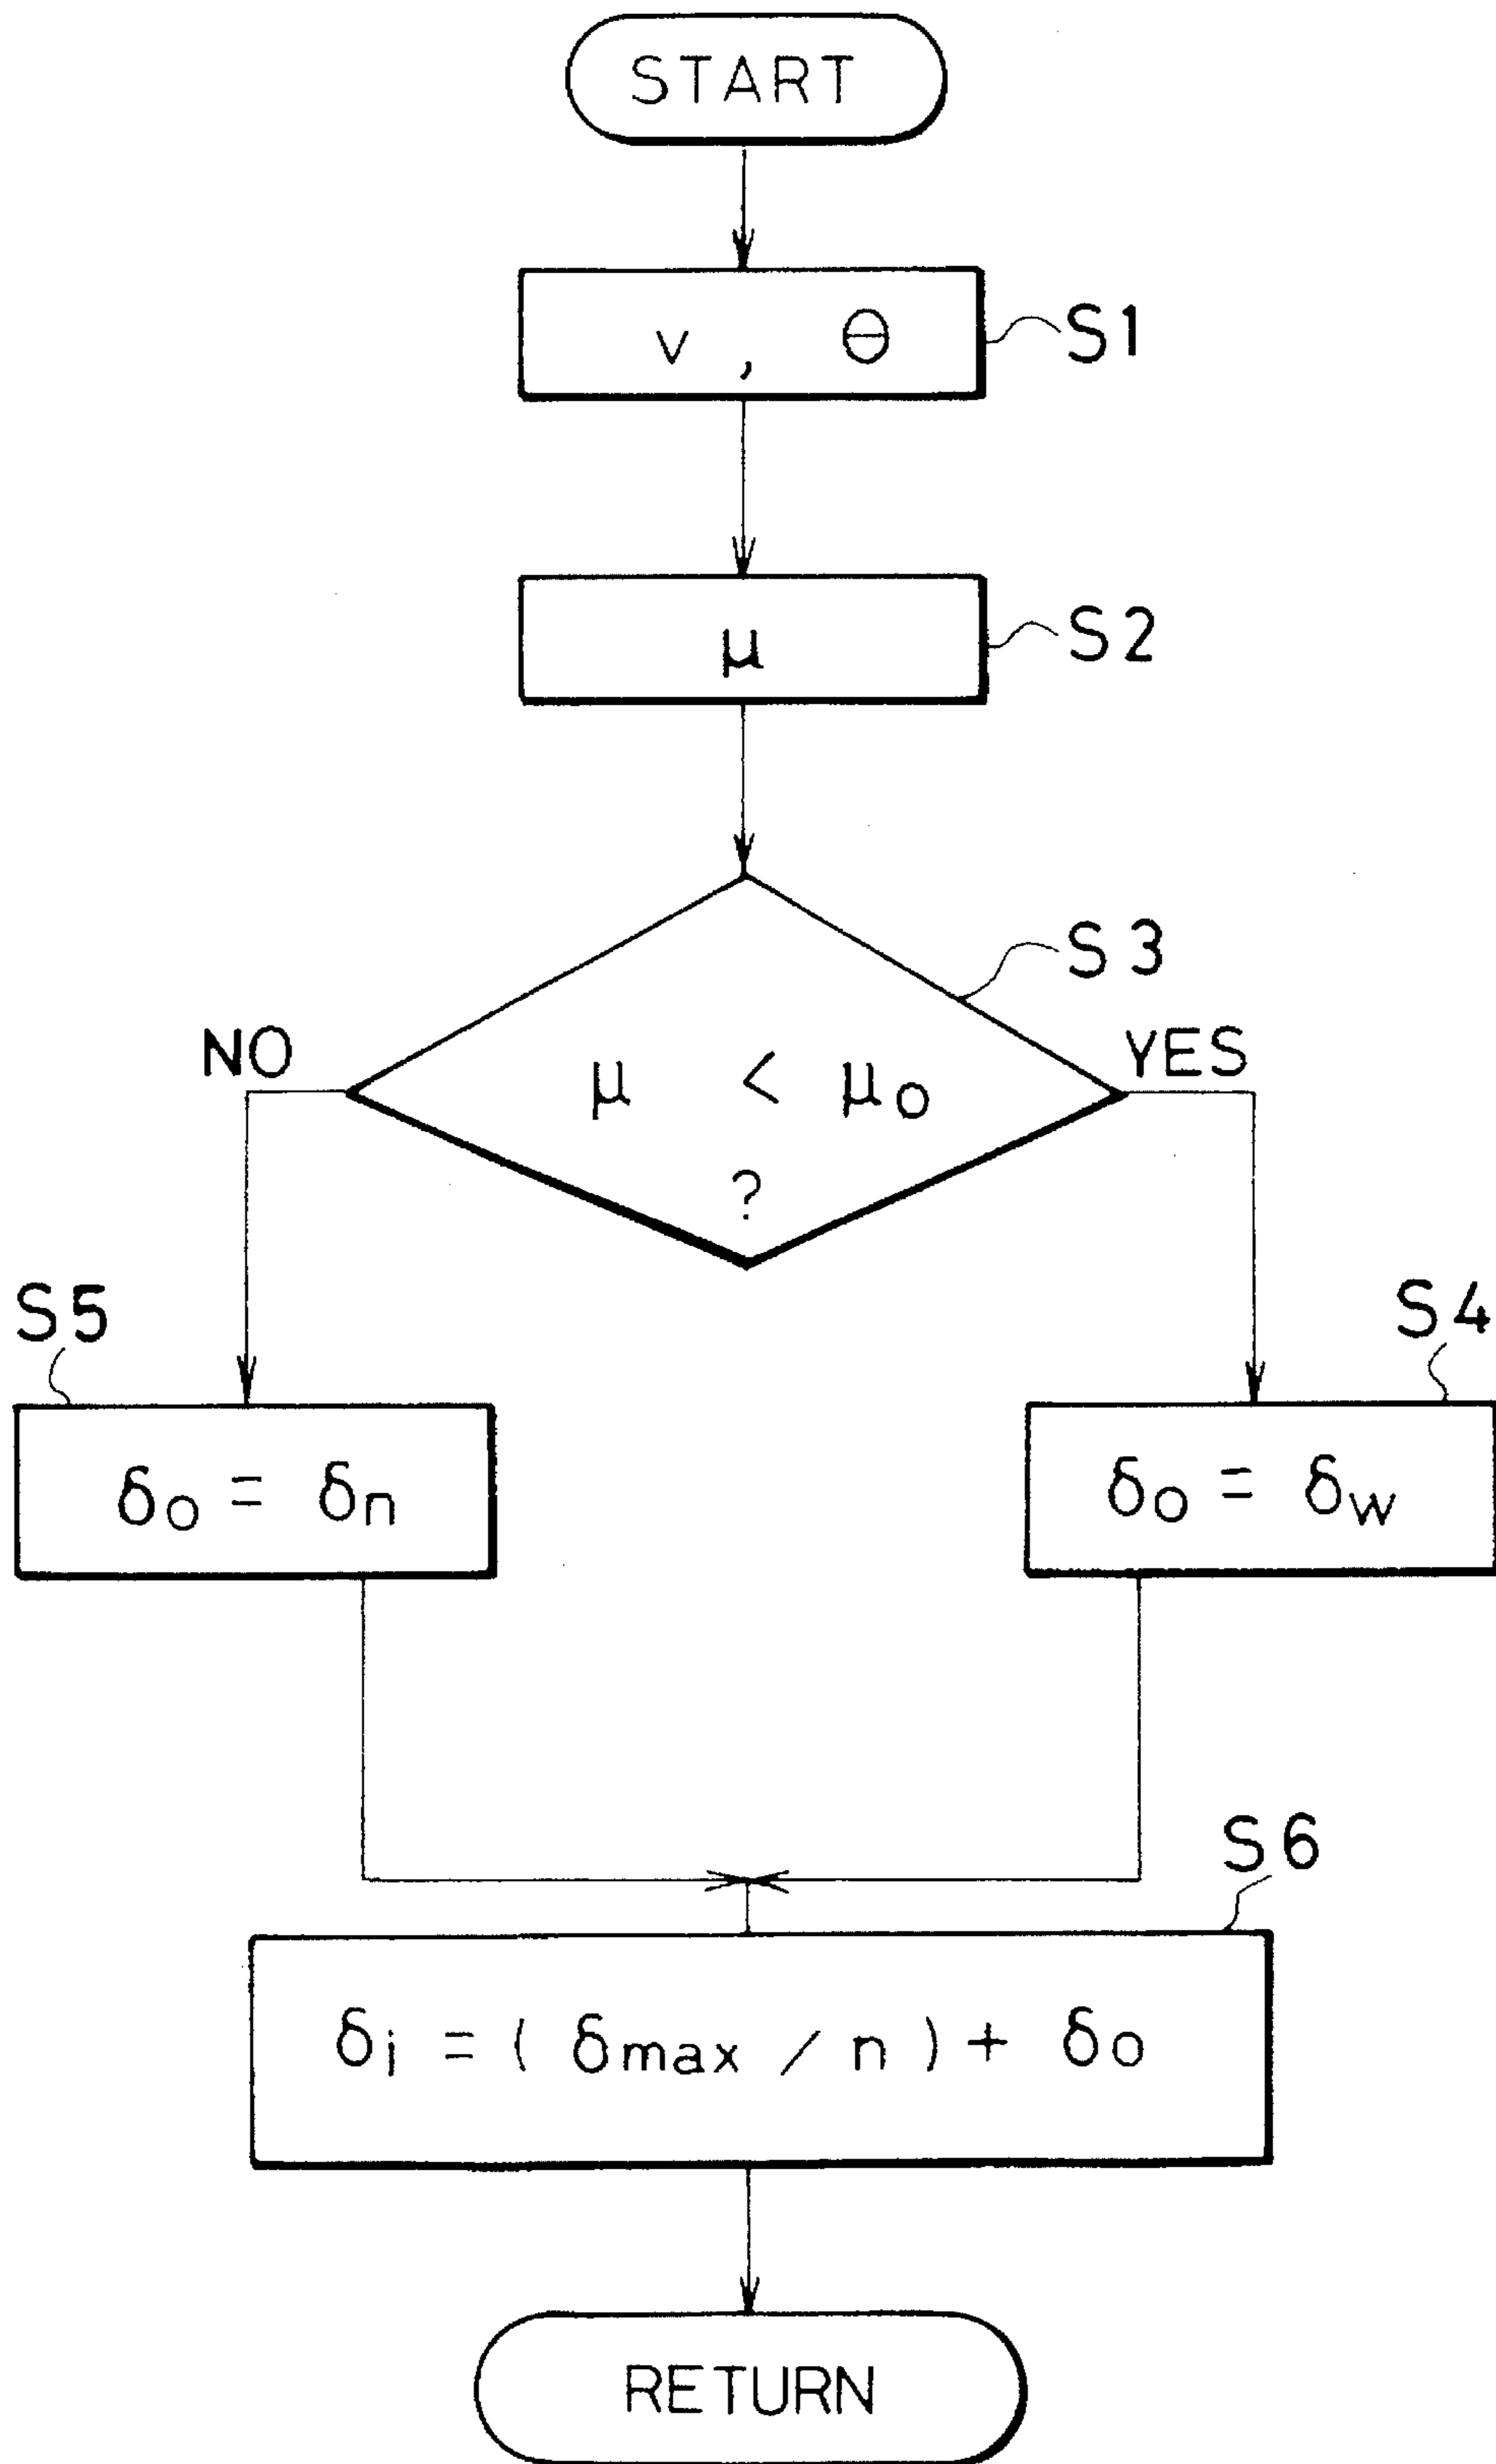 START
v , θ
S1
μ
S2
S3
NO
YES
μ < μo
?
S5
S4
δo = δn
δo = δw
S6
δi = ( δmax / n ) + δo
RETURN